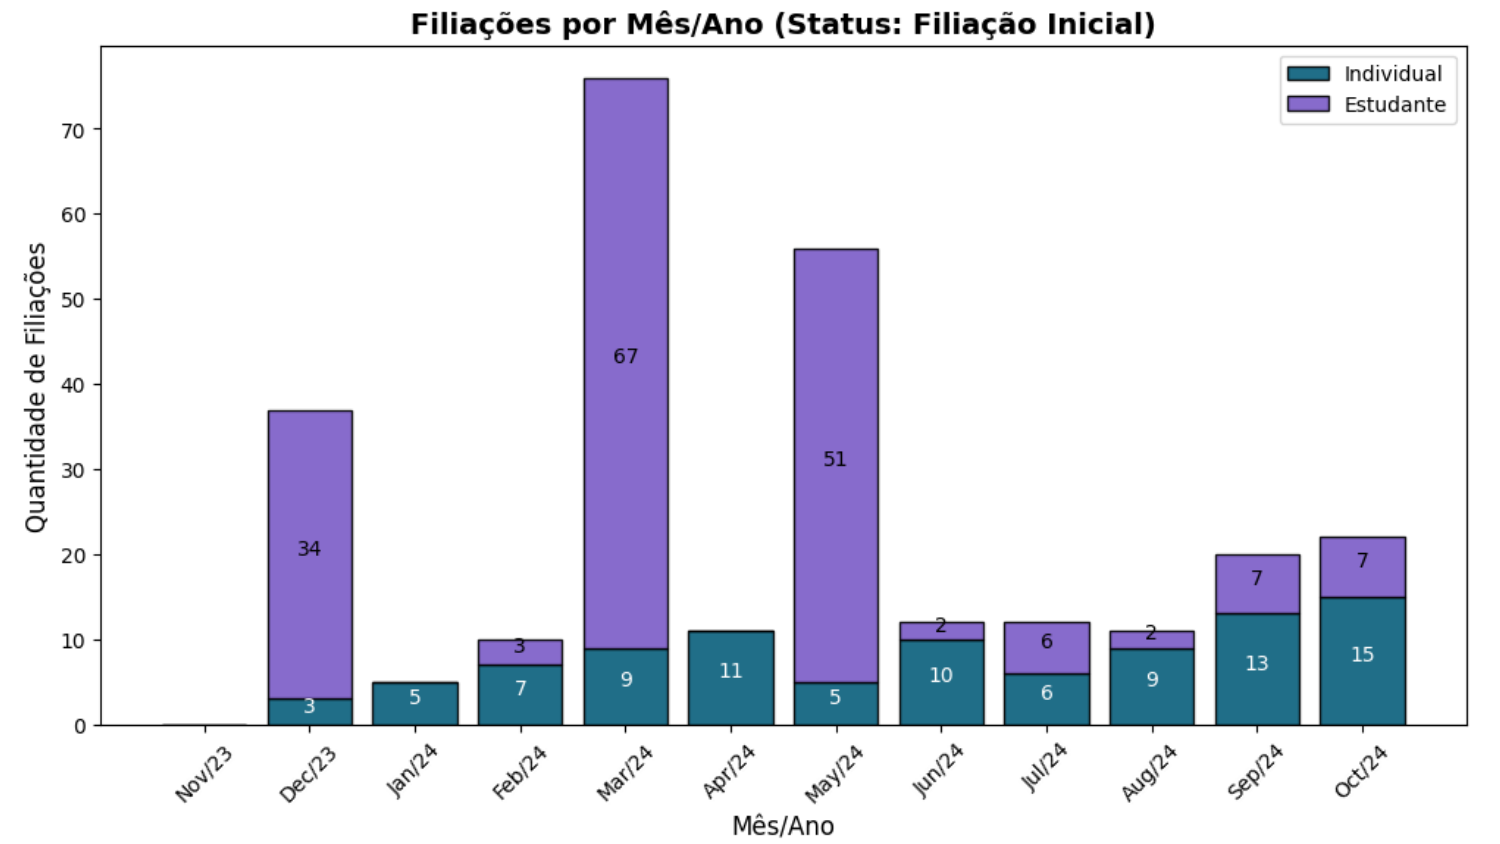 Filiações por Mês/Ano (Status: Filiação Inicial)
Individual
Estudante
Quantidade de Filiações
70
60
50
40
30
20
10
0
34
3
5
3
7
67
9
11
51
5
2
10
6
6
2
9
7
13
7
15
Nov/23
Dec/23
Jan/24
Feb/24
Mar/24
Apr/24
May/24
Jun/24
Jul/24
Aug/24
Sep/24
Oct/24
Mês/Ano